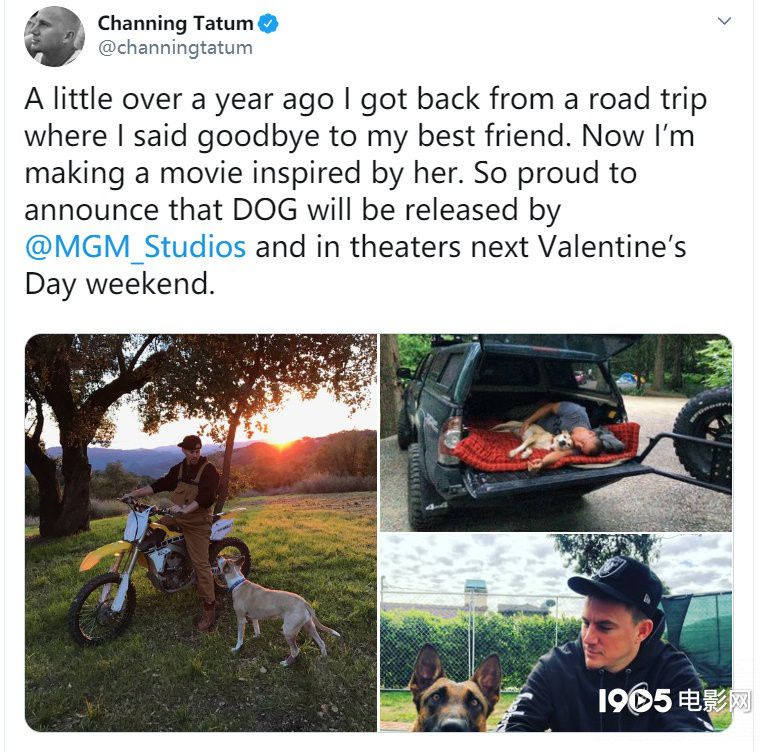 Channing Tatum
@channingtatum
A little over a year ago I got back from a road trip
where I said goodbye to my best friend. Now I’m
making a movie inspired by her. So proud to
announce that DOG will be released by
@MGM_Studios and in theaters next Valentine’s
Day weekend.
1905电影网